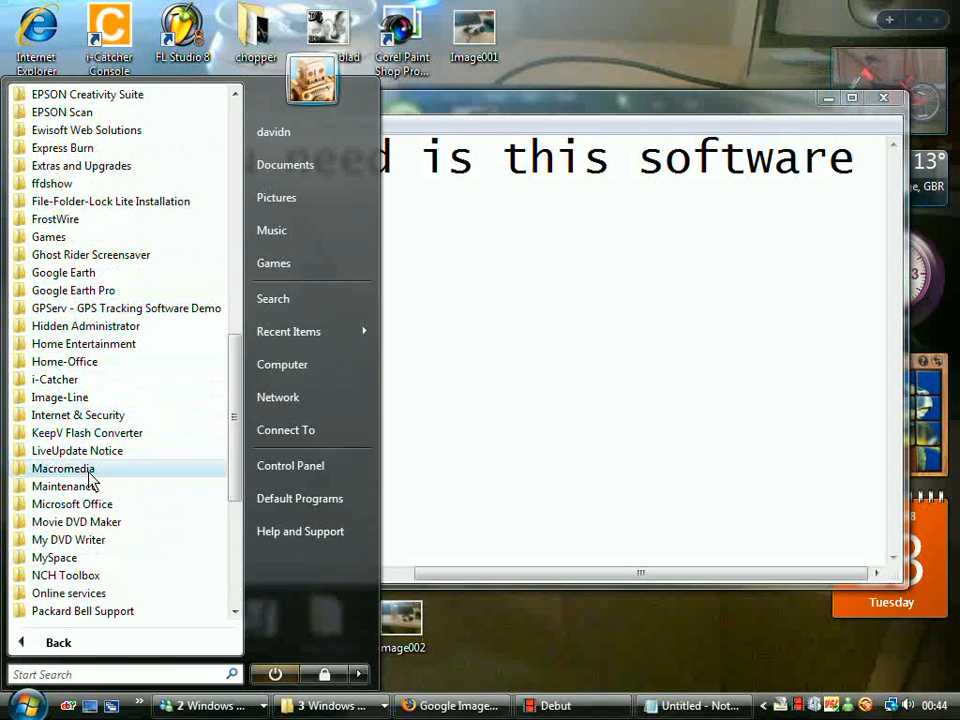 Internet Explorer
i-Catcher Console
FL Studio 8
chopper
blad
Corel Paint Shop Pro...
Image001
EPSON Creativity Suite
EPSON Scan
Ewisoft Web Solutions
Express Burn
Extras and Upgrades
ffdshow
File-Folder-Lock Lite Installation
FrostWire
Games
Ghost Rider Screensaver
Google Earth
Google Earth Pro
GPServ - GPS Tracking Software Demo
Hidden Administrator
Home Entertainment
Home-Office
i-Catcher
Image-Line
Internet & Security
KeepV Flash Converter
LiveUpdate Notice
Macromedia
Maintenance
Microsoft Office
Movie DVD Maker
My DVD Writer
MySpace
NCH Toolbox
Online services
Packard Bell Support
Back
Start Search
davidn
Documents
Pictures
Music
Games
Search
Recent Items
Computer
Network
Connect To
Control Panel
Default Programs
Help and Support
need is this software
13°
GBR
Tuesday
mage002
2 Windows ...
3 Windows ...
Google Image...
Debut
Untitled - Not...
00:44